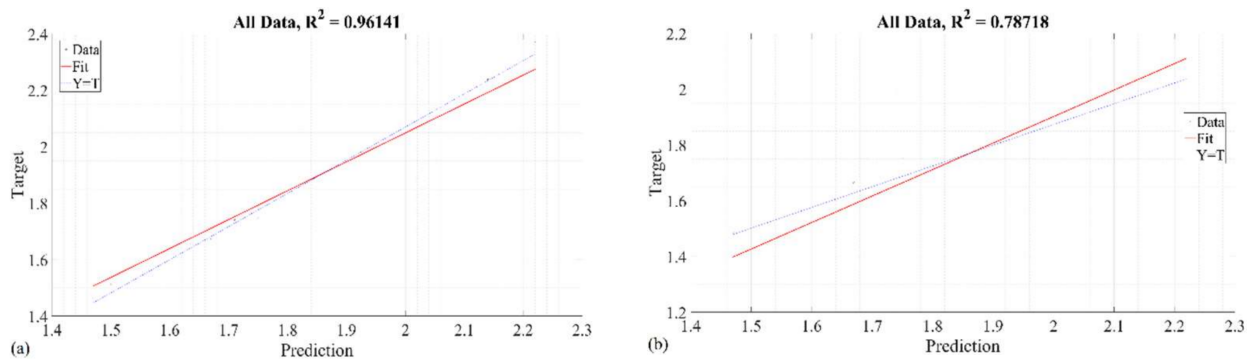 All Data, R² = 0.96141
2.4
2.2
2
1.8
1.6
1.4
Target
Data
Fit
Y=T
1.4 1.5 1.6 1.7 1.8 1.9 2 2.1 2.2 2.3
Prediction
(a)
All Data, R² = 0.78718
2.2
2
1.8
1.6
1.4
1.2
Target
Data
Fit
Y=T
1.4 1.5 1.6 1.7 1.8 1.9 2 2.1 2.2 2.3
Prediction
(b)